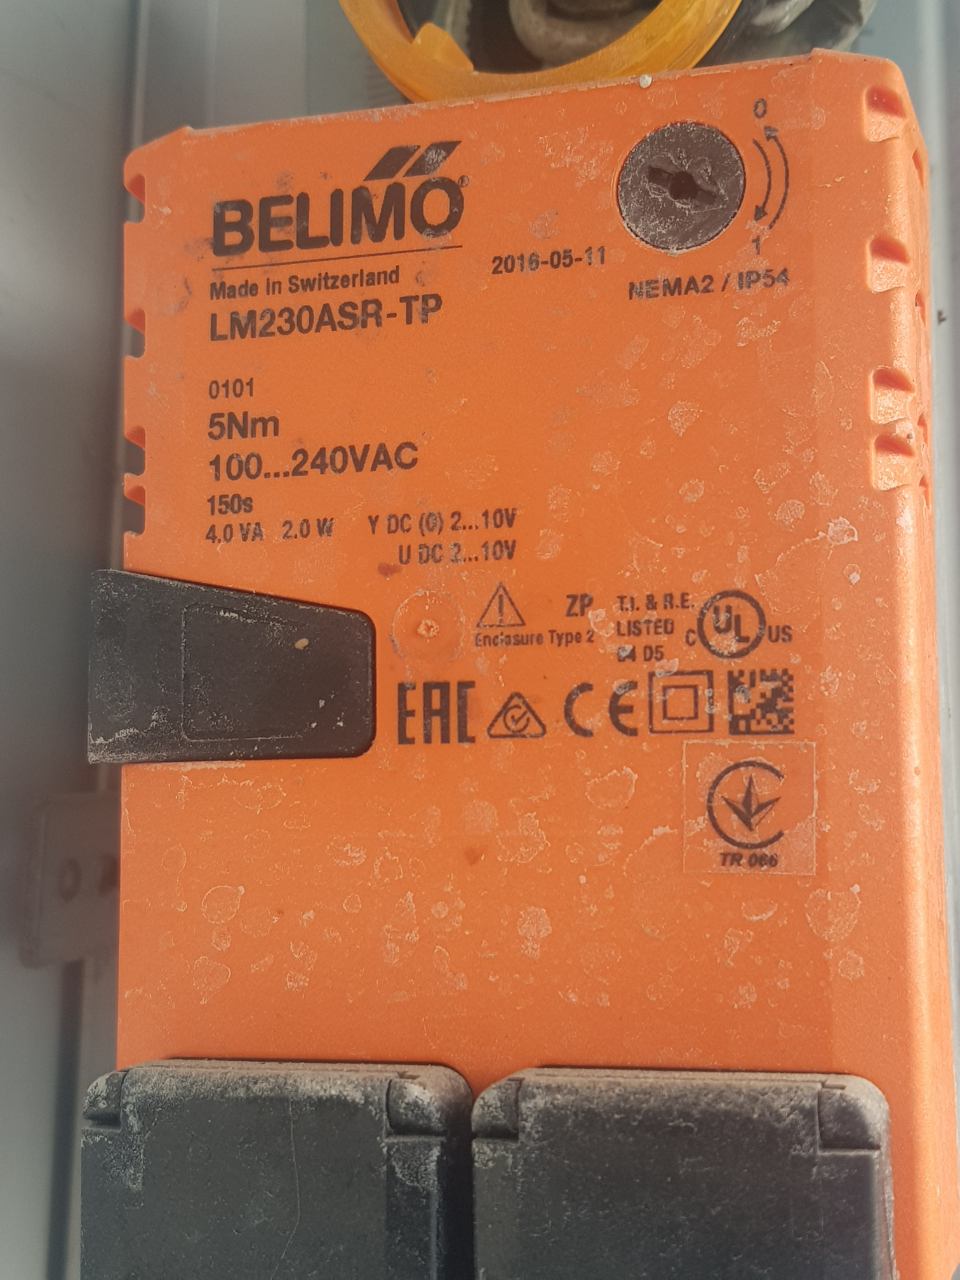 BELIMO®
Made in Switzerland
2016-05-11
LM230ASR-TP
0
1
NEMA2 / IP54
0101
5Nm
100...240VAC
150s
4.0 VA 2.0 W Y DC (0) 2...10V
U DC 2...10V
ZP
Enclosure Type 2
T.I. & R.E.
LISTED
94 D5
C UL US
EAC CE
TR 066